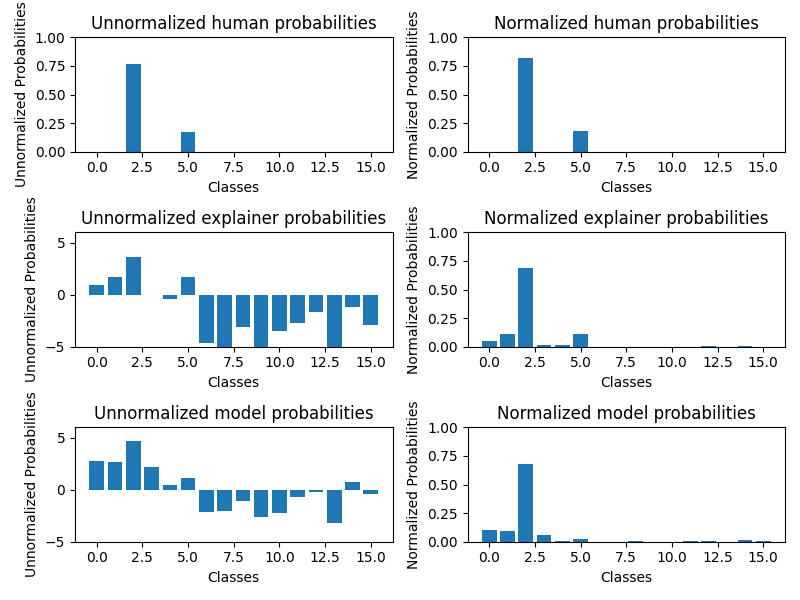 Unnormalized human probabilities
Unnormalized Probabilities
1.00
0.75
0.50
0.25
0.00
0.0 2.5 5.0 7.5 10.0 12.5 15.0
Classes
Normalized human probabilities
Normalized Probabilities
1.00
0.75
0.50
0.25
0.00
0.0 2.5 5.0 7.5 10.0 12.5 15.0
Classes
Unnormalized explainer probabilities
Unnormalized Probabilities
5
0
−5
0.0 2.5 5.0 7.5 10.0 12.5 15.0
Classes
Normalized explainer probabilities
Normalized Probabilities
1.00
0.75
0.50
0.25
0.00
0.0 2.5 5.0 7.5 10.0 12.5 15.0
Classes
Unnormalized model probabilities
Unnormalized Probabilities
5
0
−5
0.0 2.5 5.0 7.5 10.0 12.5 15.0
Classes
Normalized model probabilities
Normalized Probabilities
1.00
0.75
0.50
0.25
0.00
0.0 2.5 5.0 7.5 10.0 12.5 15.0
Classes